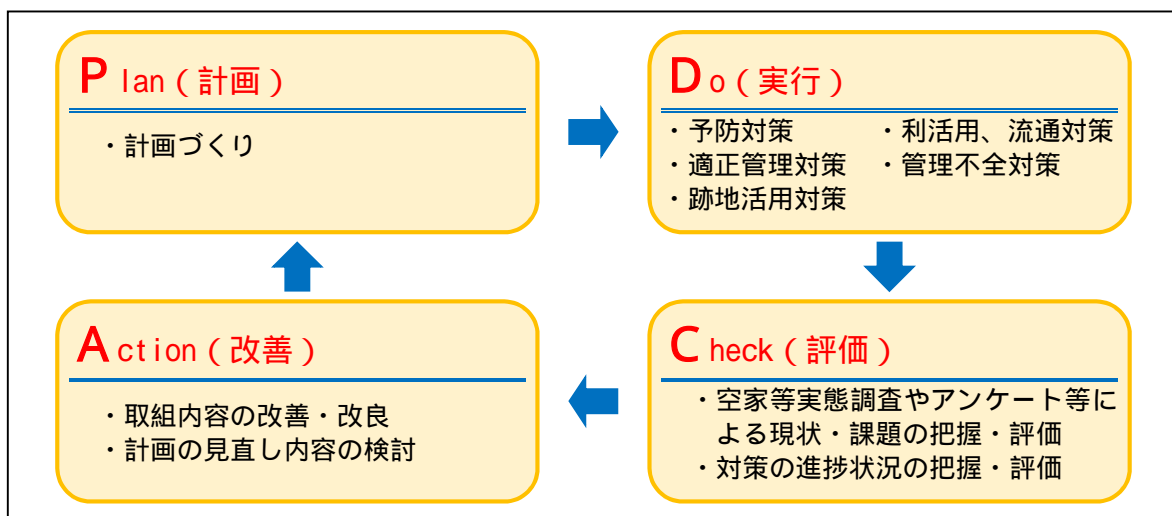 Plan(計画)
・計画づくり
Do(実行)
・予防対策 ・利活用、流通対策
・適正管理対策 ・管理不全対策
・跡地活用対策
Action(改善)
・取組内容の改善・改良
・計画の見直し内容の検討
Check(評価)
・空家等実態調査やアンケート等に
よる現状・課題の把握・評価
・対策の進捗状況の把握・評価